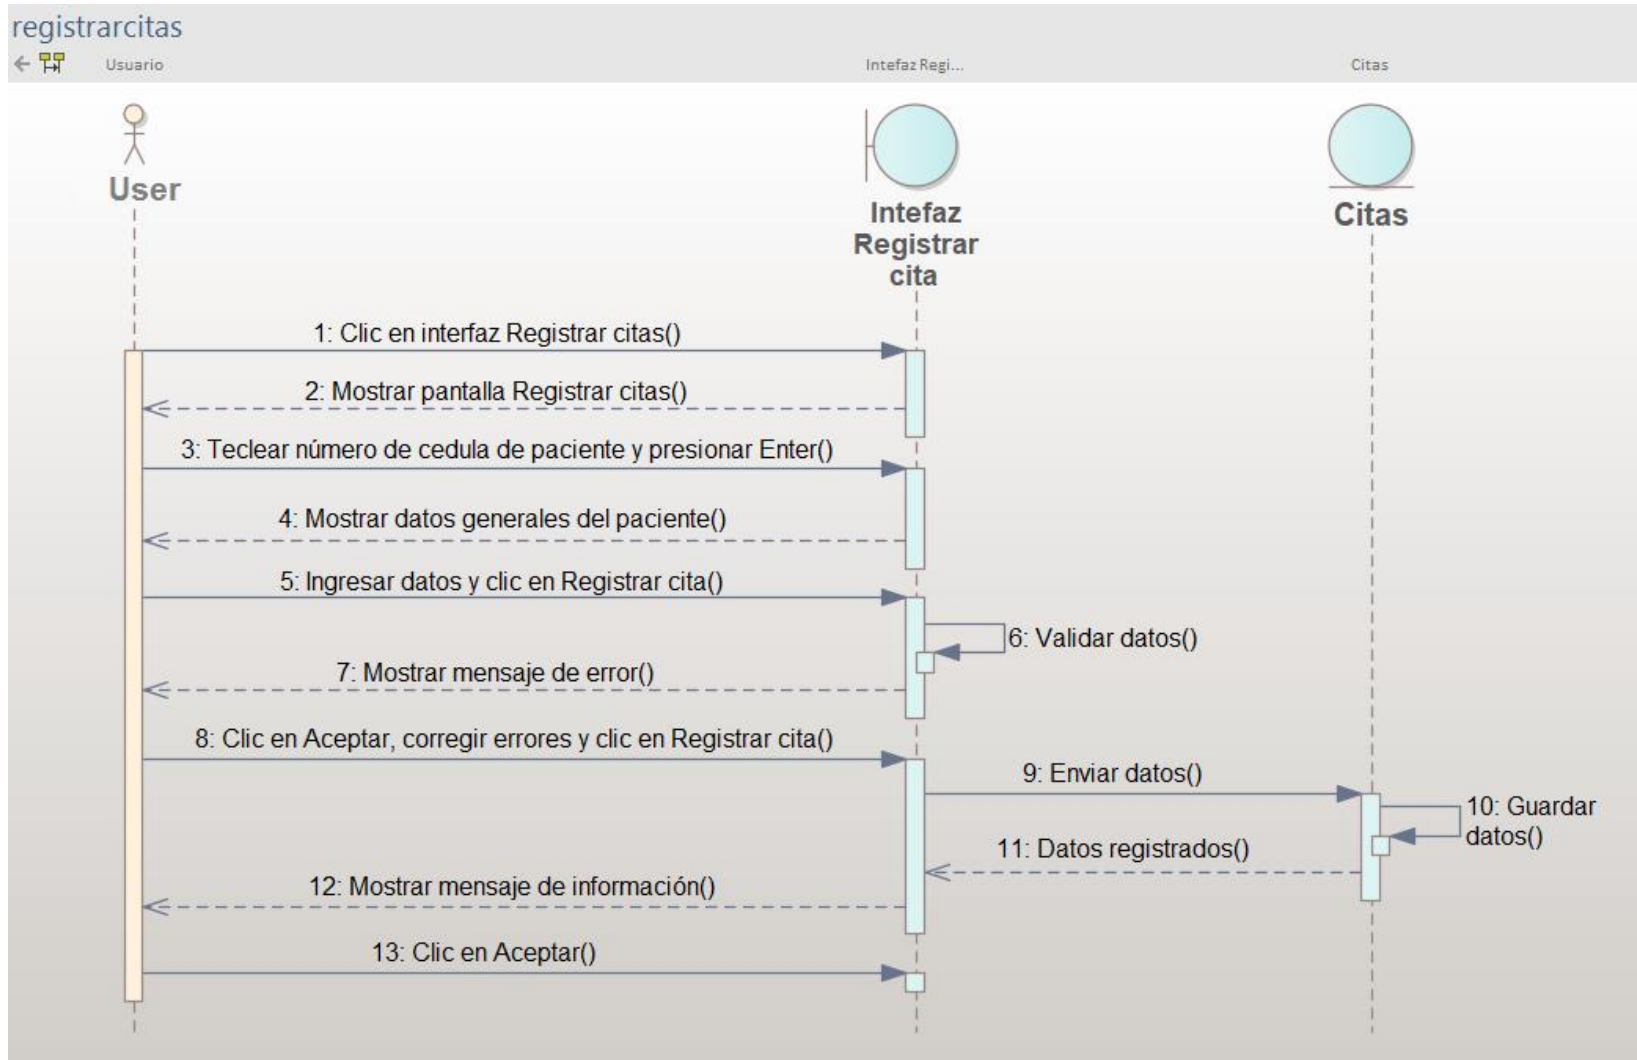 registrarcitas
Usuario
Intefaz Regi...
Citas
User
Intefaz
Registrar
cita
Citas
1: Clic en interfaz Registrar citas()
2: Mostrar pantalla Registrar citas()
3: Teclear número de cedula de paciente y presionar Enter()
4: Mostrar datos generales del paciente()
5: Ingresar datos y clic en Registrar cita()
6: Validar datos()
7: Mostrar mensaje de error()
8: Clic en Aceptar, corregir errores y clic en Registrar cita()
9: Enviar datos()
10: Guardar
datos()
11: Datos registrados()
12: Mostrar mensaje de información()
13: Clic en Aceptar()